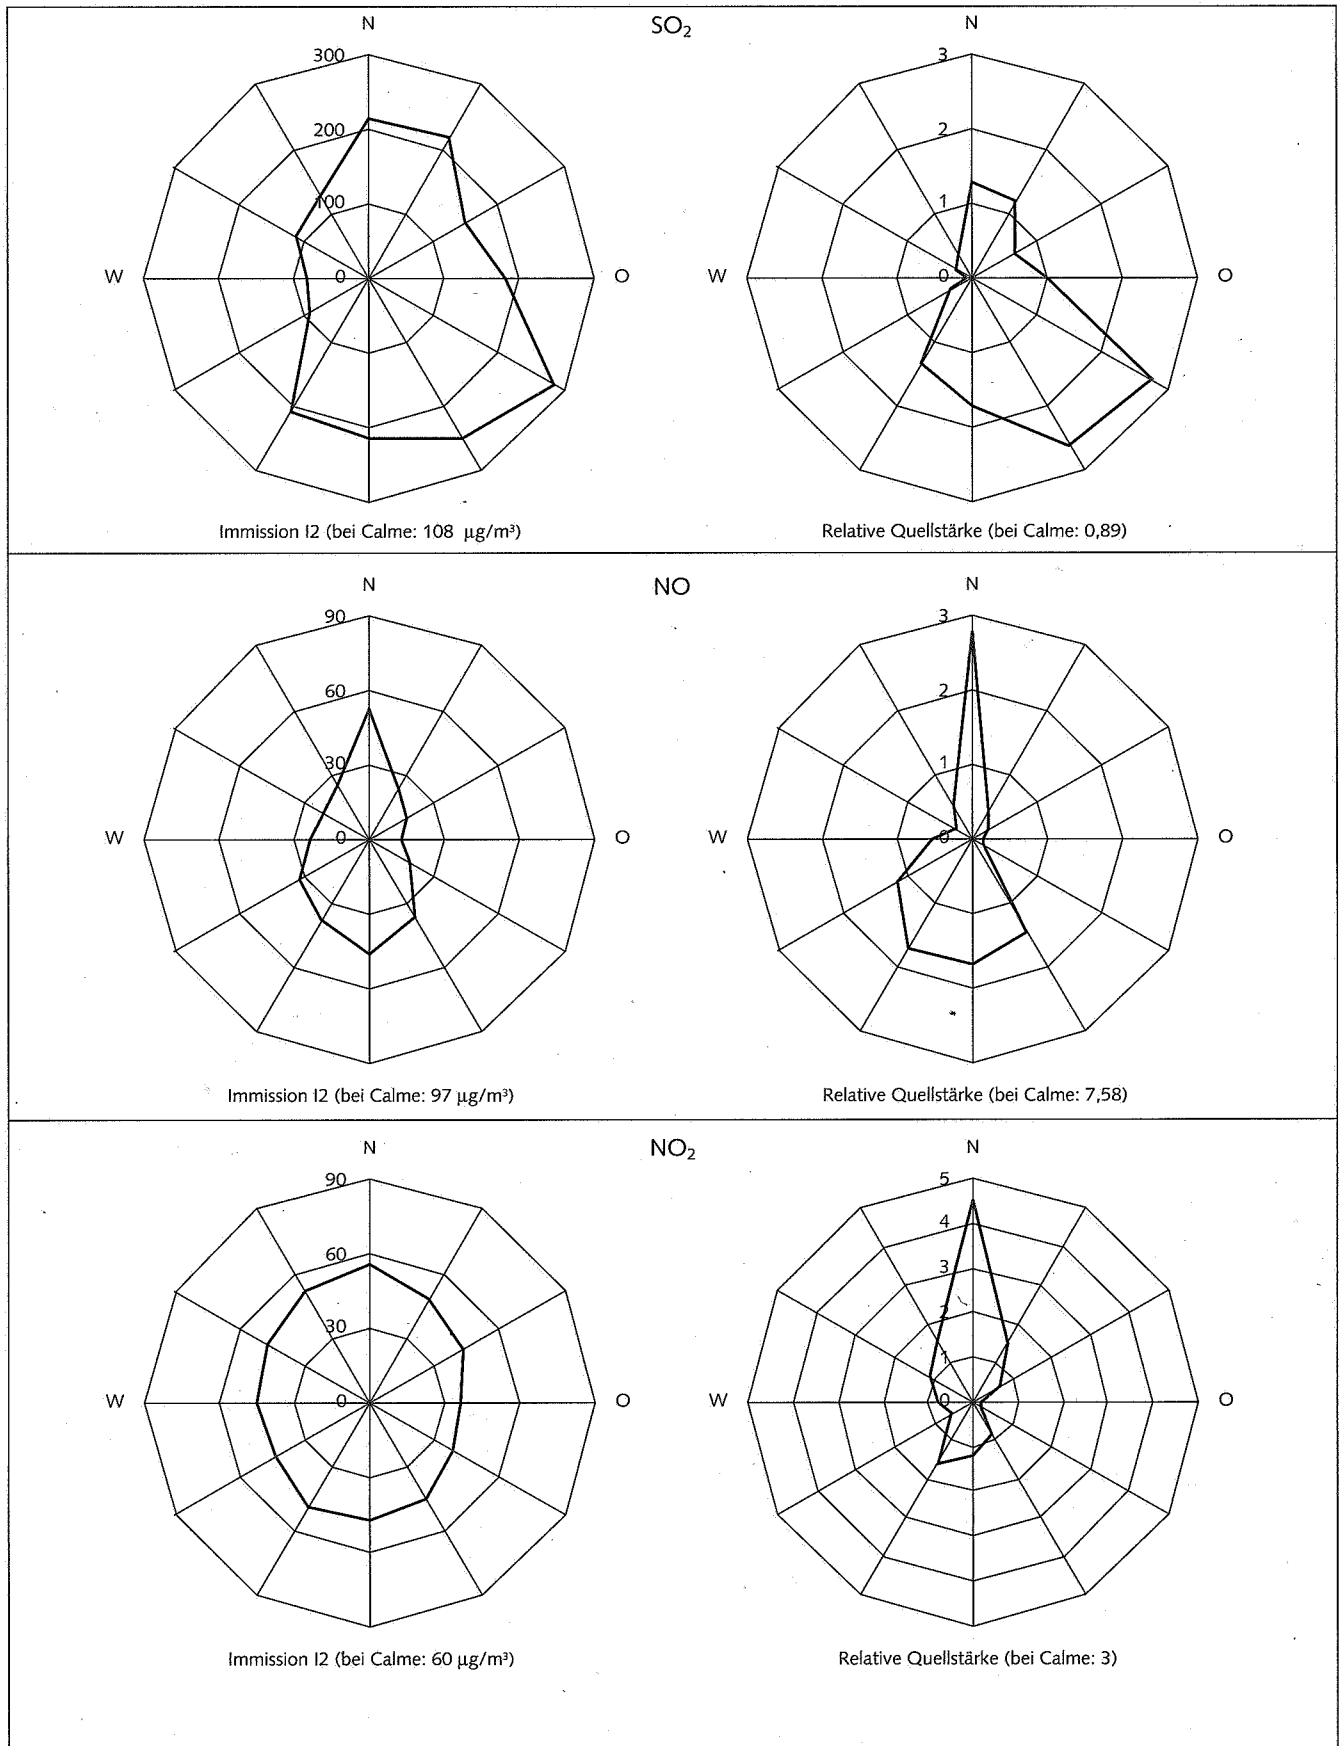 SO₂
N
300
200
100
0
W
O
Immission I2 (bei Calme: 108 µg/m³)
N
3
2
1
0
W
O
Relative Quellstärke (bei Calme: 0,89)
NO
N
90
60
30
0
W
O
Immission I2 (bei Calme: 97 µg/m³)
N
3
2
1
0
W
O
Relative Quellstärke (bei Calme: 7,58)
NO₂
N
90
60
30
0
W
O
Immission I2 (bei Calme: 60 µg/m³)
N
5
4
3
2
1
0
W
O
Relative Quellstärke (bei Calme: 3)